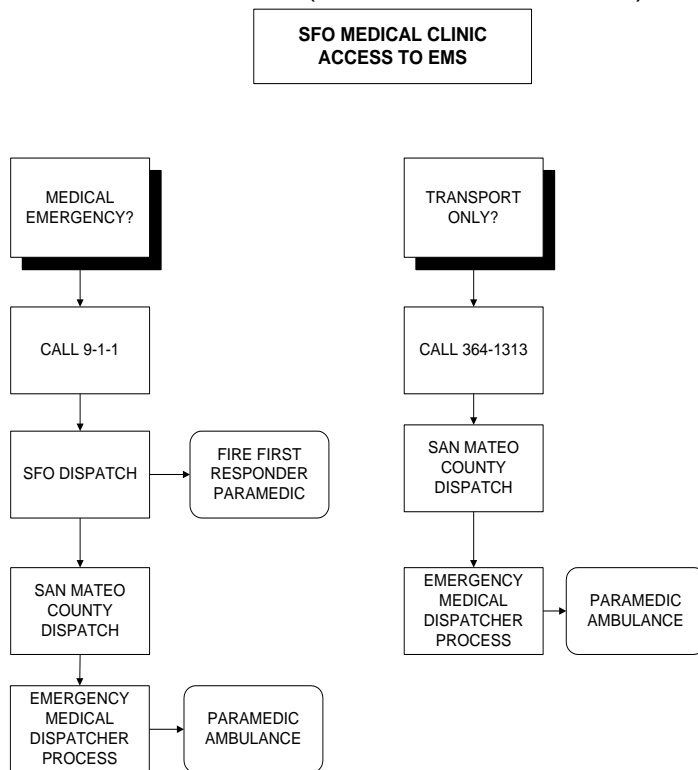 SFO MEDICAL CLINIC
ACCESS TO EMS
MEDICAL
EMERGENCY?
CALL 9-1-1
SFO DISPATCH
FIRE FIRST
RESPONDER
PARAMEDIC
SAN MATEO
COUNTY
DISPATCH
EMERGENCY
MEDICAL
DISPATCHER
PROCESS
PARAMEDIC
AMBULANCE
TRANSPORT
ONLY?
CALL 364-1313
SAN MATEO
COUNTY
DISPATCH
EMERGENCY
MEDICAL
DISPATCHER
PROCESS
PARAMEDIC
AMBULANCE